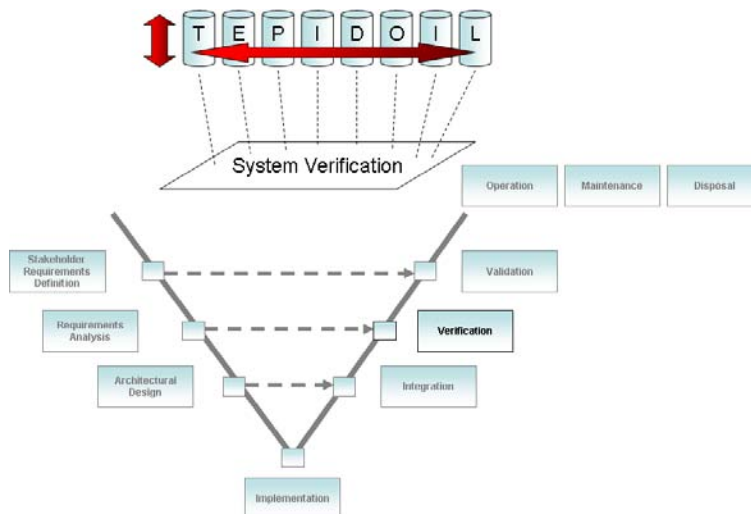 T E P I D O I L
System Verification
Operation
Maintenance
Disposal
Stakeholder
Requirements
Definition
Validation
Requirements
Analysis
Verification
Architectural
Design
Integration
Implementation